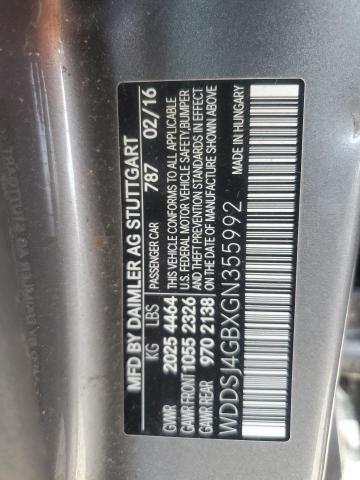 MFD BY DAIMLER AG STUTTGART
KG LBS PASSENGER CAR 787 02/16
GVWR 2025 4464 THIS VEHICLE CONFORMS TO ALL APPLICABLE
GAWR FRONT 1055 2326 U.S. FEDERAL MOTOR VEHICLE SAFETY,BUMPER
GAWR REAR 970 2138 AND THEFT PREVENTION STANDARDS IN EFFECT
ON THE DATE OF MANUFACTURE SHOWN ABOVE
MADE IN HUNGARY
WDDSJ4GBXGN355992